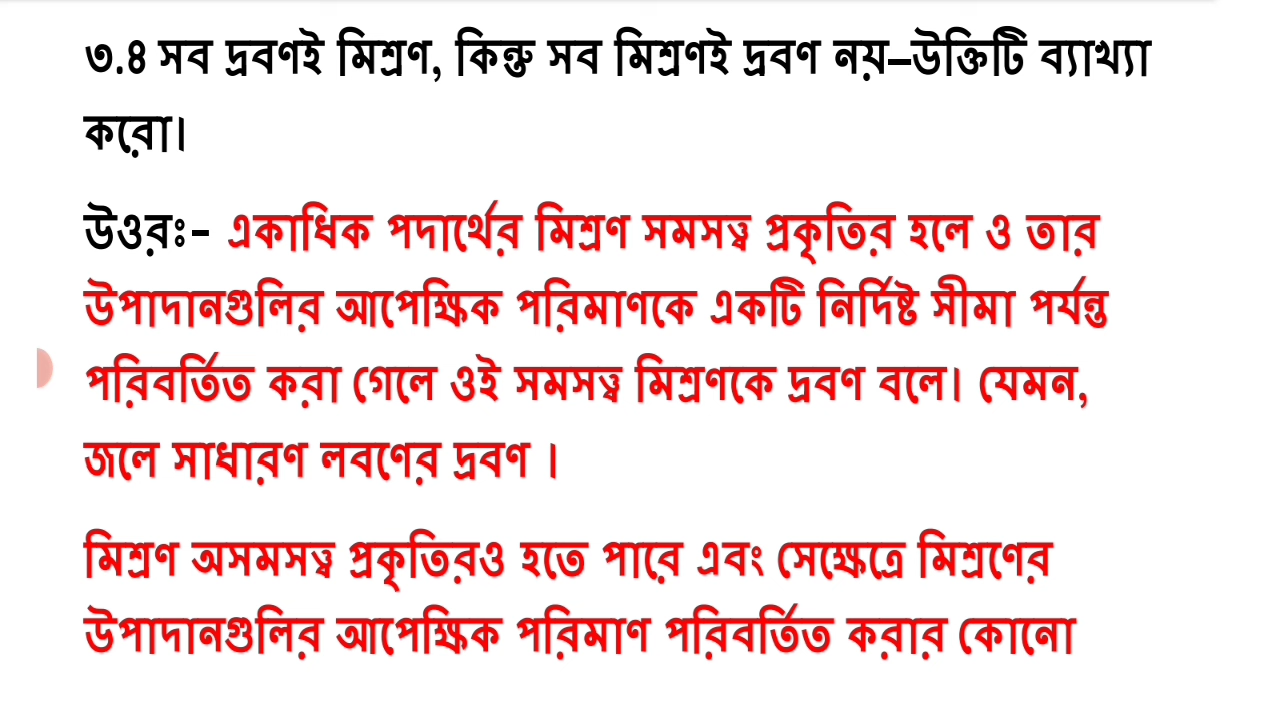 ৩.৪ সব দ্রবণই মিশ্রণ, কিন্তু সব মিশ্রণই দ্রবণ নয়–উক্তিটি ব্যাখ্যা
করো।
উওরঃ- একাধিক পদার্থের মিশ্রণ সমসত্ত্ব প্রকৃতির হলে ও তার
উপাদানগুলির আপেক্ষিক পরিমাণকে একটি নির্দিষ্ট সীমা পর্যন্ত
পরিবর্তিত করা গেলে ওই সমসত্ত্ব মিশ্রণকে দ্রবণ বলে। যেমন,
জলে সাধারণ লবণের দ্রবণ ।
মিশ্রণ অসমসত্ত্ব প্রকৃতিরও হতে পারে এবং সেক্ষেত্রে মিশ্রণের
উপাদানগুলির আপেক্ষিক পরিমাণ পরিবর্তিত করার কোনো